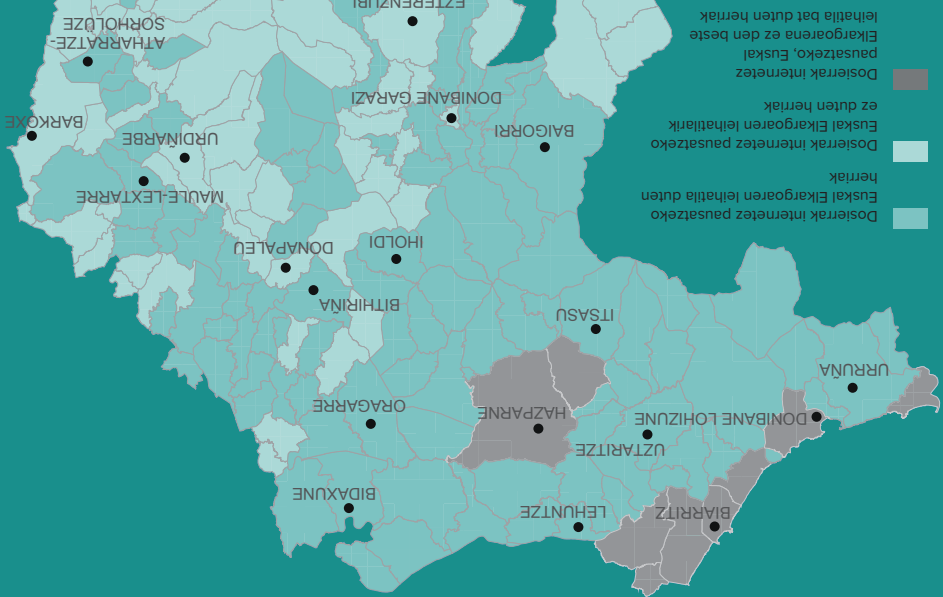 BIARRITZ
LEHUNTZE
BIDAXUNE
UZTARITZE
DONIBANE LOHIZUNE
HAZPARNE
ORAGARRE
URRUÑA
ITSASU
BITHIRIÑA
DONAPALEU
IHOLDI
MAULE-LEXTARRE
URDIÑARBE
BAIGORRI
BARKOXE
DONIBANE GARAZI
ATHARRATZE-
SORHOLUZE
EZTERENZUBI
Dosierrak internetez pausatzeko
Euskal Elkargoaren leihatila duten
herriak
Dosierrak internetez pausatzeko
Euskal Elkargoaren leihatilarik
ez duten herriak
Dosierrak internetez
pausatzeko, Euskal
Elkargoarena ez den beste
leihatila bat duten herriak